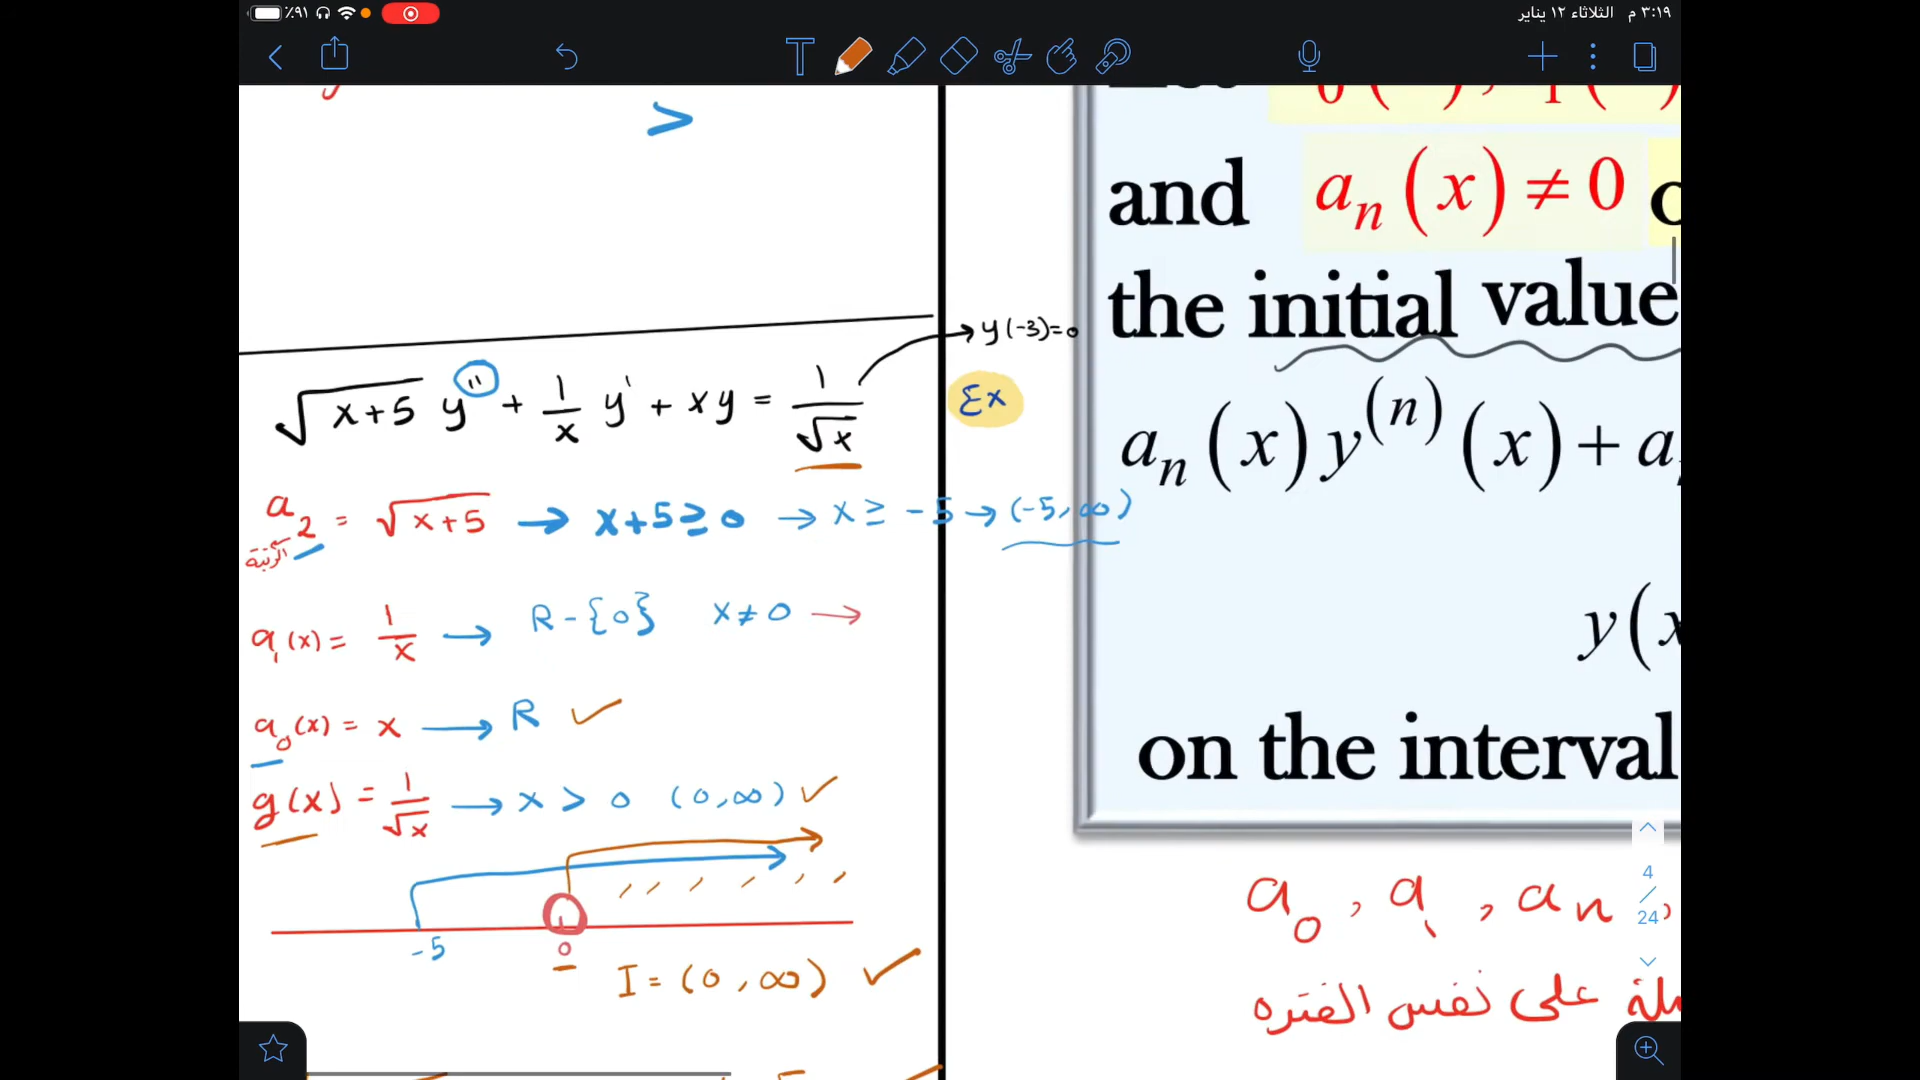 ٪٩١
٣:١٩ م الثلاثاء ١٢ يناير
T
>
→ y(-3)=0
√(x+5) y" + 1/x y' + xy = 1/√x
Ex
a₂ = √(x+5) → x+5 ≥ 0 → x ≥ -5 → (-5,∞)
الرتبة
a₁(x) = 1/x → R - {0} x ≠ 0 →
a₀(x) = x → R ✓
g(x) = 1/√x → x > 0 (0,∞) ✓
-5 0
I = (0,∞) ✓
and aₙ(x) ≠ 0
the initial value
aₙ(x)y⁽ⁿ⁾(x) + a
y(x
on the interval
a₀ , a₁ , aₙ ,
على نفس الفتره
4
/
24